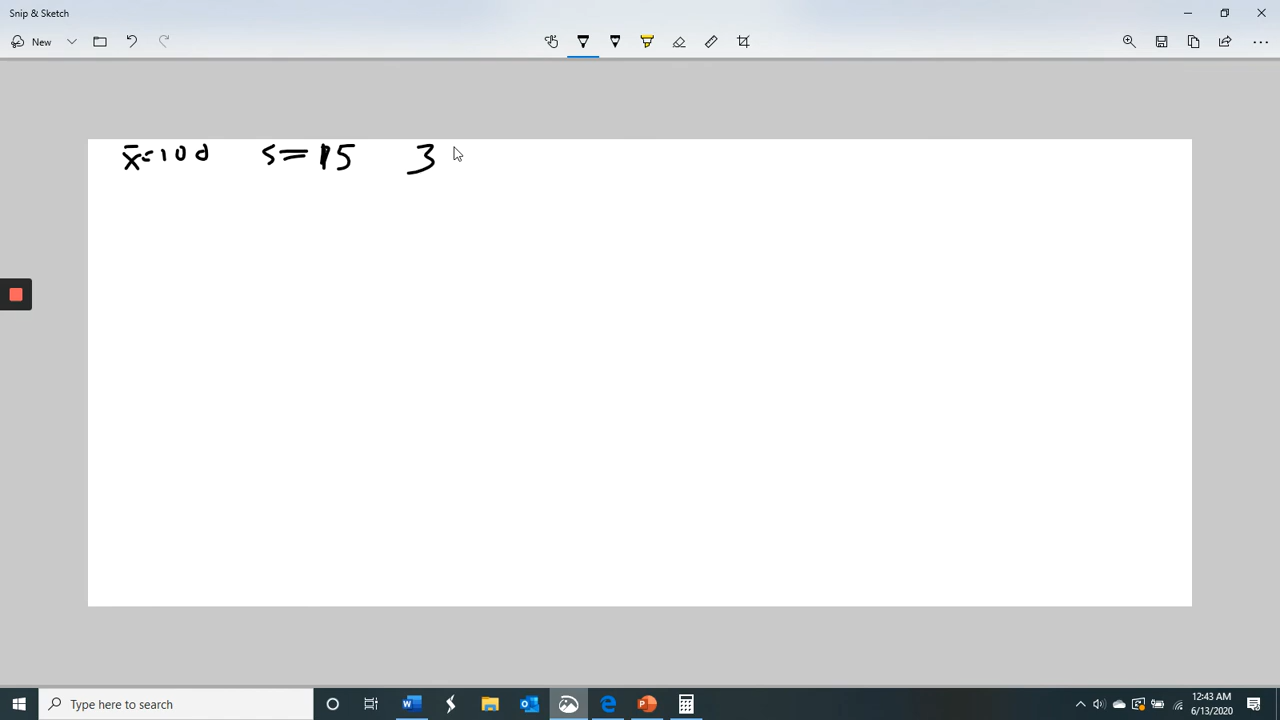 Snip & Sketch
New
x̄=100 s=15 3
Type here to search
12:43 AM
6/13/2020